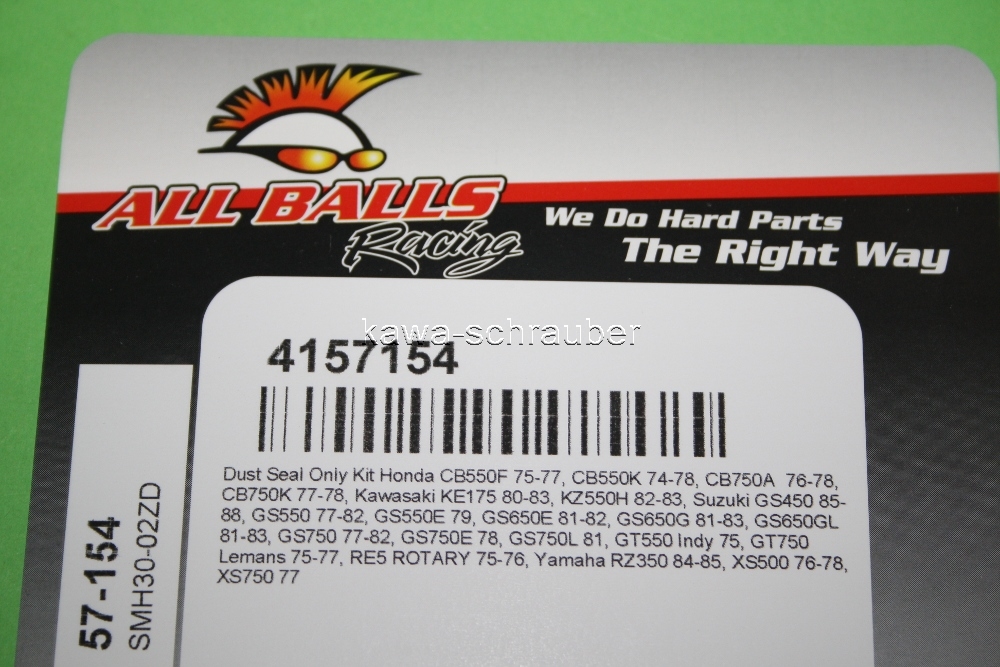 ALL BALLS
Racing
We Do Hard Parts
The Right Way
kawa-schrauber
4157154
Dust Seal Only Kit Honda CB550F 75-77, CB550K 74-78, CB750A 76-78,
CB750K 77-78, Kawasaki KE175 80-83, KZ550H 82-83, Suzuki GS450 85-
88, GS550 77-82, GS550E 79, GS650E 81-82, GS650G 81-83, GS650GL
81-83, GS750 77-82, GS750E 78, GS750L 81, GT550 Indy 75, GT750
Lemans 75-77, RE5 ROTARY 75-76, Yamaha RZ350 84-85, XS500 76-78,
XS750 77
57-154
SMH30-02ZD